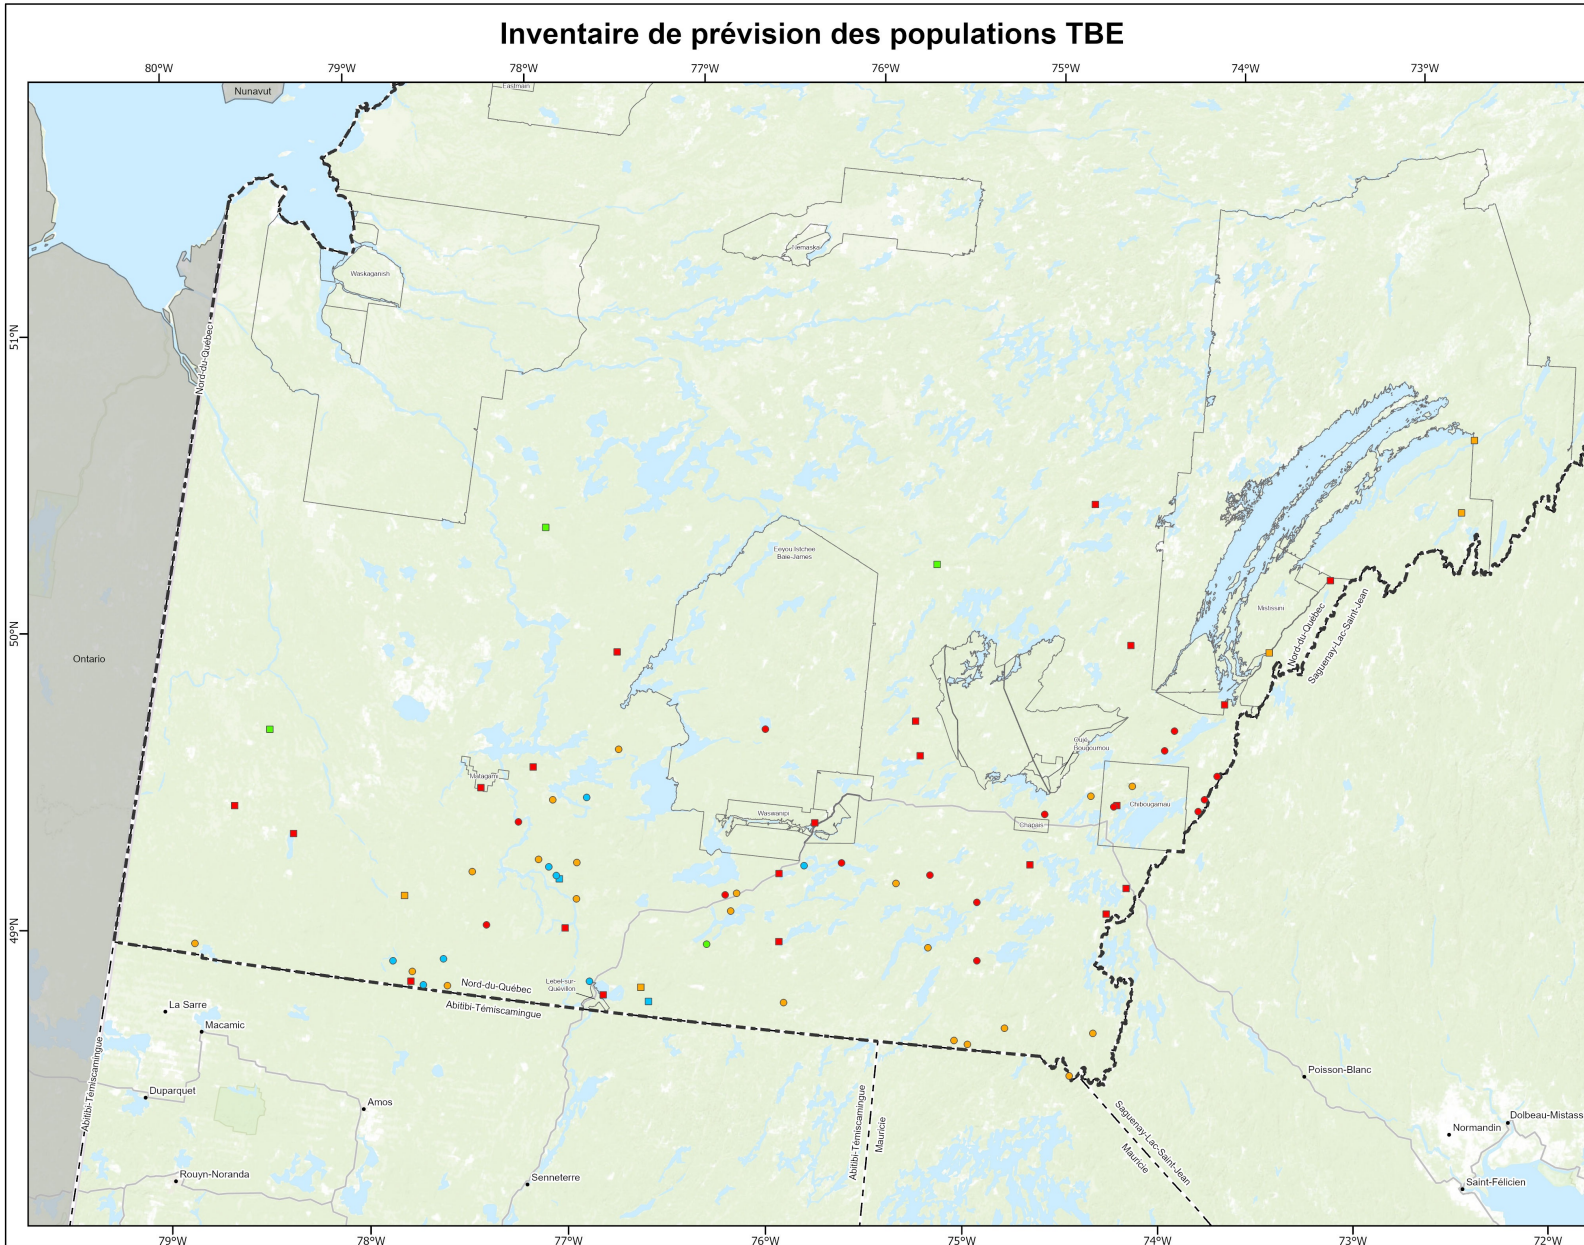 Inventaire de prévision des populations TBE
80°W
79°W
78°W
77°W
76°W
75°W
74°W
73°W
Nunavut
Eastmain
Nemaska
Waskaganish
51°N
Nord-du-Québec
Eeyou Istchee
Baie-James
Mistissini
50°N
Ontario
Nord-du-Québec
Saguenay-Lac-Saint-Jean
Oujé-
Bougoumou
Matagami
Chibougamau
Waswanipi
Chapais
49°N
Lebel-sur-
Quévillon
Nord-du-Québec
Abitibi-Témiscamingue
La Sarre
Macamic
Abitibi-Témiscamingue
Duparquet
Amos
Poisson-Blanc
Abitibi-Témiscamingue
Mauricie
Saguenay-Lac-Saint-Jean
Mauricie
Dolbeau-Mistass
Normandin
Rouyn-Noranda
Senneterre
Saint-Félicien
79°W
78°W
77°W
76°W
75°W
74°W
73°W
72°W